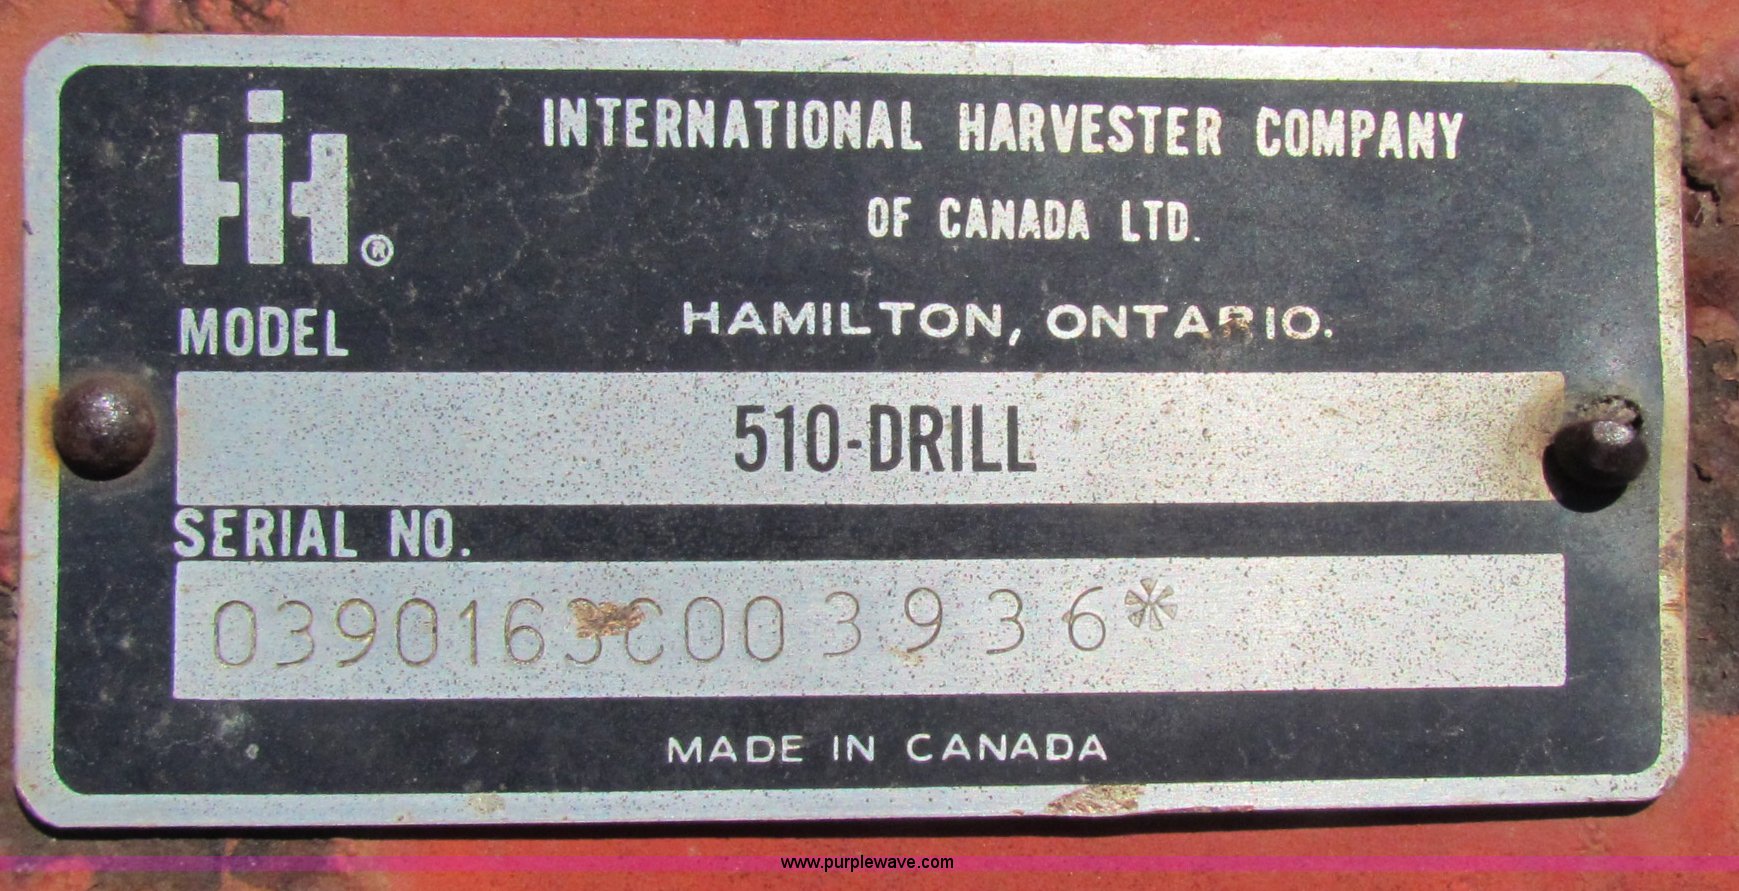 IH®
INTERNATIONAL HARVESTER COMPANY
OF CANADA LTD.
HAMILTON, ONTARIO.
MODEL
510-DRILL
SERIAL NO.
MADE IN CANADA
www.purplewave.com